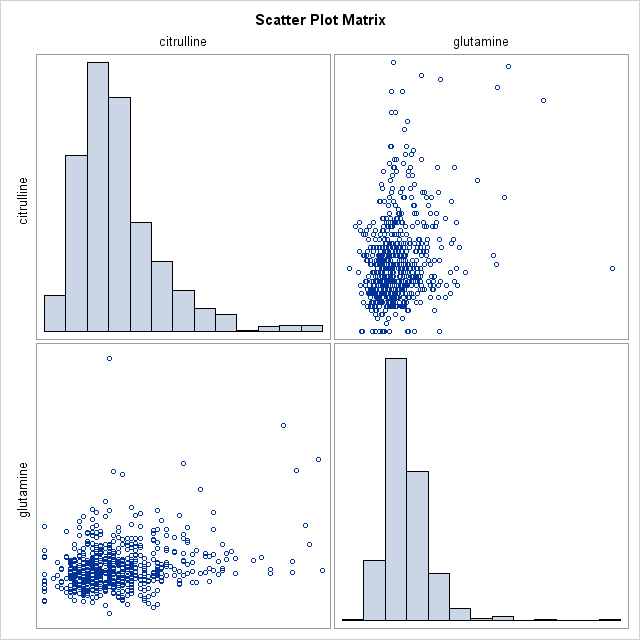 Scatter Plot Matrix
citrulline
glutamine
citrulline
glutamine